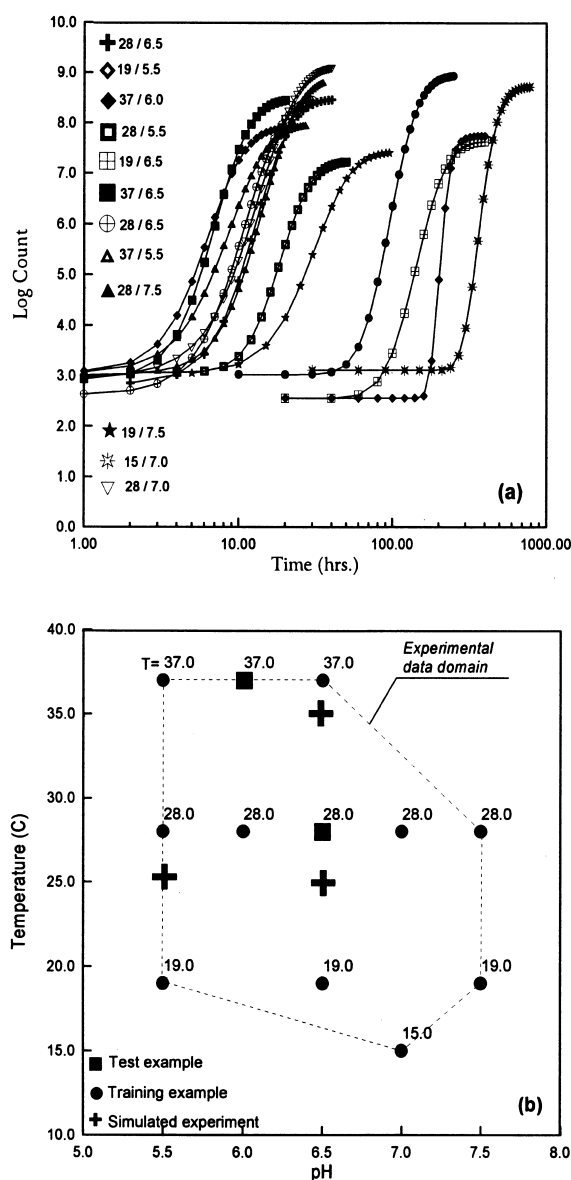 10.0
9.0
8.0
7.0
6.0
5.0
4.0
3.0
2.0
1.0
0.0
Log Count
28 / 6.5
19 / 5.5
37 / 6.0
28 / 5.5
19 / 6.5
37 / 6.5
28 / 6.5
37 / 5.5
28 / 7.5
19 / 7.5
15 / 7.0
28 / 7.0
(a)
1.00 10.00 100.00 1000.00
Time (hrs.)
40.0
35.0
30.0
25.0
20.0
15.0
10.0
Temperature (C)
Experimental
data domain
T= 37.0 37.0 37.0
28.0 28.0 28.0 28.0 28.0
19.0 19.0 19.0
15.0
Test example
Training example
Simulated experiment
(b)
5.0 5.5 6.0 6.5 7.0 7.5 8.0
pH